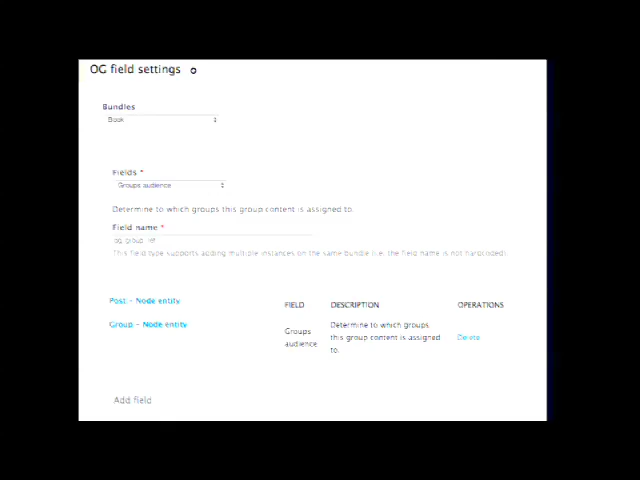 OG field settings
Bundles
Book
Fields *
Groups audience
Determine to which groups this group content is assigned to.
Field name *
og_group_ref
This field type supports adding multiple instances on the same bundle (i.e. the field name is not hardcoded).
Post - Node entity
Group - Node entity
FIELD DESCRIPTION OPERATIONS
Groups audience
Determine to which groups
this group content is assigned
to.
Delete
Add field